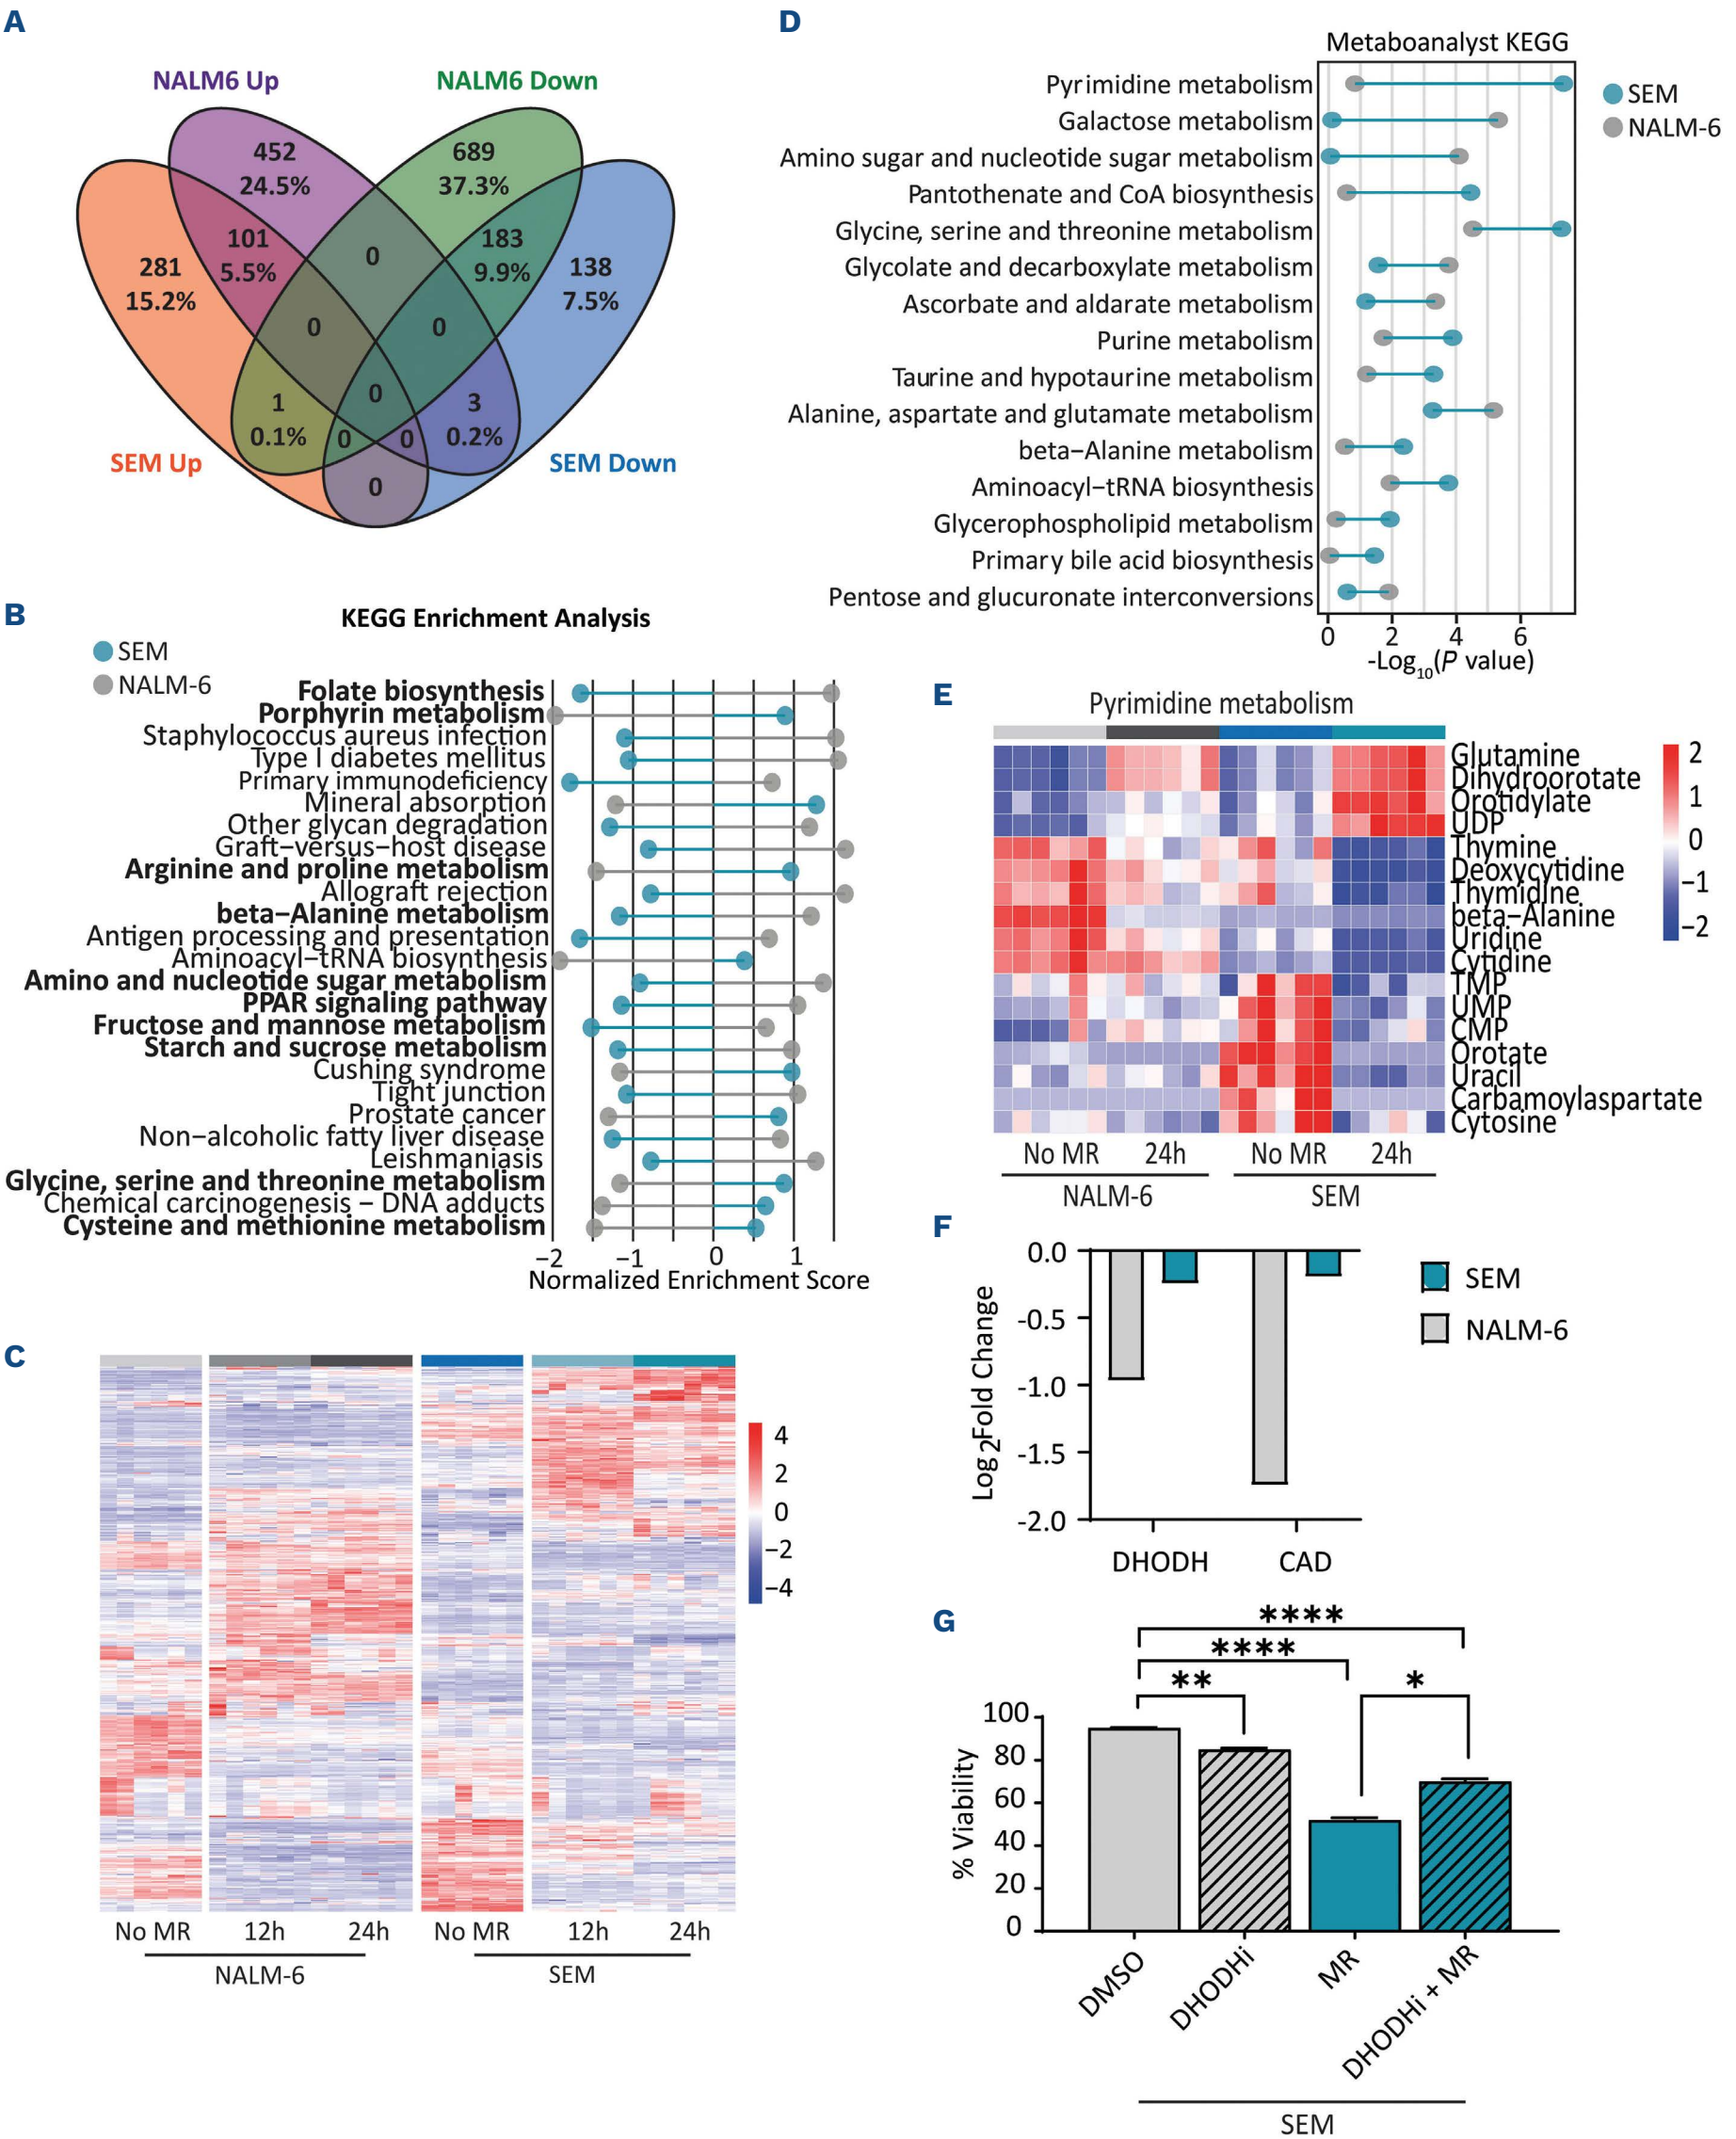 A
NALM6 Up
NALM6 Down
452
24.5%
689
37.3%
101
5.5%
0
183
9.9%
281
15.2%
138
7.5%
0
0
0
1
0.1%
0
0
3
0.2%
SEM Up
SEM Down
0
B
KEGG Enrichment Analysis
SEM
NALM-6
Folate biosynthesis
Porphyrin metabolism
Staphylococcus aureus infection
Type I diabetes mellitus
Primary immunodeficiency
Mineral absorption
Other glycan degradation
Graft−versus−host disease
Arginine and proline metabolism
Allograft rejection
beta−Alanine metabolism
Antigen processing and presentation
Aminoacyl−tRNA biosynthesis
Amino and nucleotide sugar metabolism
PPAR signaling pathway
Fructose and mannose metabolism
Starch and sucrose metabolism
Cushing syndrome
Tight junction
Prostate cancer
Non−alcoholic fatty liver disease
Leishmaniasis
Glycine, serine and threonine metabolism
Chemical carcinogenesis − DNA adducts
Cysteine and methionine metabolism
−2 −1 0 1
Normalized Enrichment Score
C
4
2
0
−2
−4
No MR 12h 24h No MR 12h 24h
NALM-6 SEM
D
Metaboanalyst KEGG
SEM
NALM-6
Pyrimidine metabolism
Galactose metabolism
Amino sugar and nucleotide sugar metabolism
Pantothenate and CoA biosynthesis
Glycine, serine and threonine metabolism
Glycolate and decarboxylate metabolism
Ascorbate and aldarate metabolism
Purine metabolism
Taurine and hypotaurine metabolism
Alanine, aspartate and glutamate metabolism
beta−Alanine metabolism
Aminoacyl−tRNA biosynthesis
Glycerophospholipid metabolism
Primary bile acid biosynthesis
Pentose and glucuronate interconversions
0 2 4 6
-Log10(P value)
E
Pyrimidine metabolism
Glutamine
Dihydroorotate
Orotidylate
UDP
Thymine
Deoxycytidine
Thymidine
beta−Alanine
Uridine
Cytidine
TMP
UMP
CMP
Orotate
Uracil
Carbamoylaspartate
Cytosine
2
1
0
−1
−2
No MR 24h No MR 24h
NALM-6 SEM
F
0.0
-0.5
-1.0
-1.5
-2.0
Log2Fold Change
DHODH CAD
SEM
NALM-6
G
****
****
** *
100
80
60
40
20
0
% Viability
DMSO
DHODHi
MR
DHODHi + MR
SEM